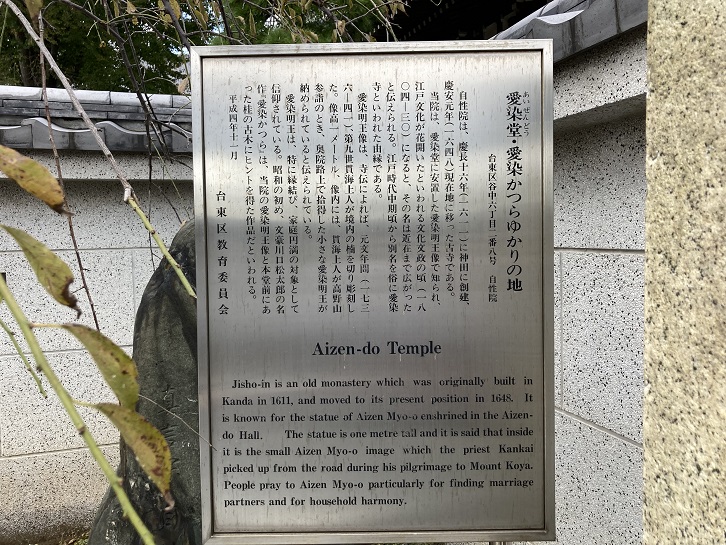 愛染堂・愛染かつらゆかりの地
あいぜんどう
台東区谷中六丁目二番八号　自性院
自性院は、慶長十六年（一六一一）に神田に創建、
慶安元年（一六四八）現在地に移った古寺である。
当院は、愛染堂に安置した愛染明王像で知られ、
江戸文化が花開いたといわれる文化文政の頃（一八
〇四ー三〇）になると、その名は近在まで広がった
と伝えられる。江戸時代中期頃から別名を俗に愛染
寺といわれた由縁である。
愛染明王像は、寺伝によれば、元文年間（一七三
六ー四一）第九世貫海上人が境内の楠を切り彫刻し
た。像高一メートル、像内には、貫海上人が高野山
参詣のとき、奥院路上で拾得した小さな愛染明王が
納められていると伝えられている。
愛染明王は、特に縁結び、家庭円満の対象として
信仰されている。昭和の初め、文豪川口松太郎の名
作『愛染かつら』は、当院の愛染明王像と本堂前にあ
った桂の古木にヒントを得た作品だといわれる。
平成四年十一月
台東区教育委員会
Aizen-do Temple
Jisho-in is an old monastery which was originally built in
Kanda in 1611, and moved to its present position in 1648. It
is known for the statue of Aizen Myo-o enshrined in the Aizen-
do Hall. The statue is one metre tall and it is said that inside
it is the small Aizen Myo-o image which the priest Kankai
picked up from the road during his pilgrimage to Mount Koya.
People pray to Aizen Myo-o particularly for finding marriage
partners and for household harmony.